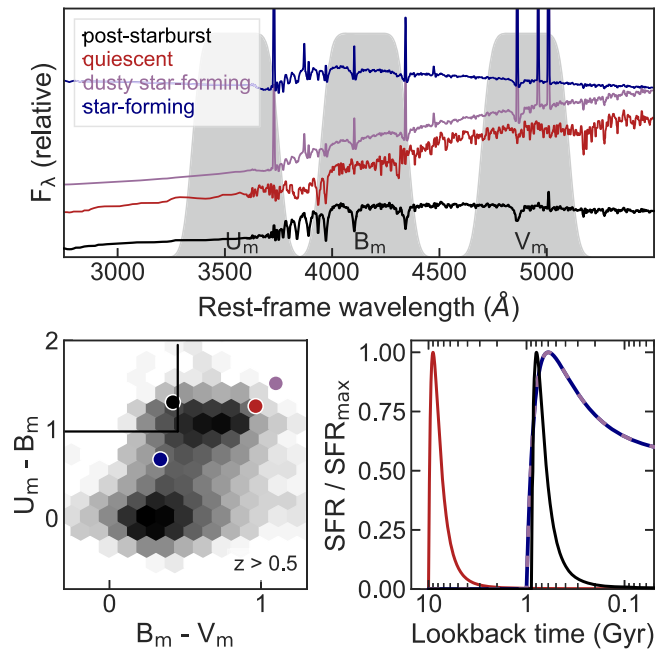 post-starburst
quiescent
dusty star-forming
star-forming
F_λ (relative)
U_m B_m V_m
3000 3500 4000 4500 5000
Rest-frame wavelength (Å)
2
1
0
U_m - B_m
z > 0.5
0 1
B_m - V_m
1.00
0.75
0.50
0.25
0.00
SFR / SFR_max
10 1 0.1
Lookback time (Gyr)